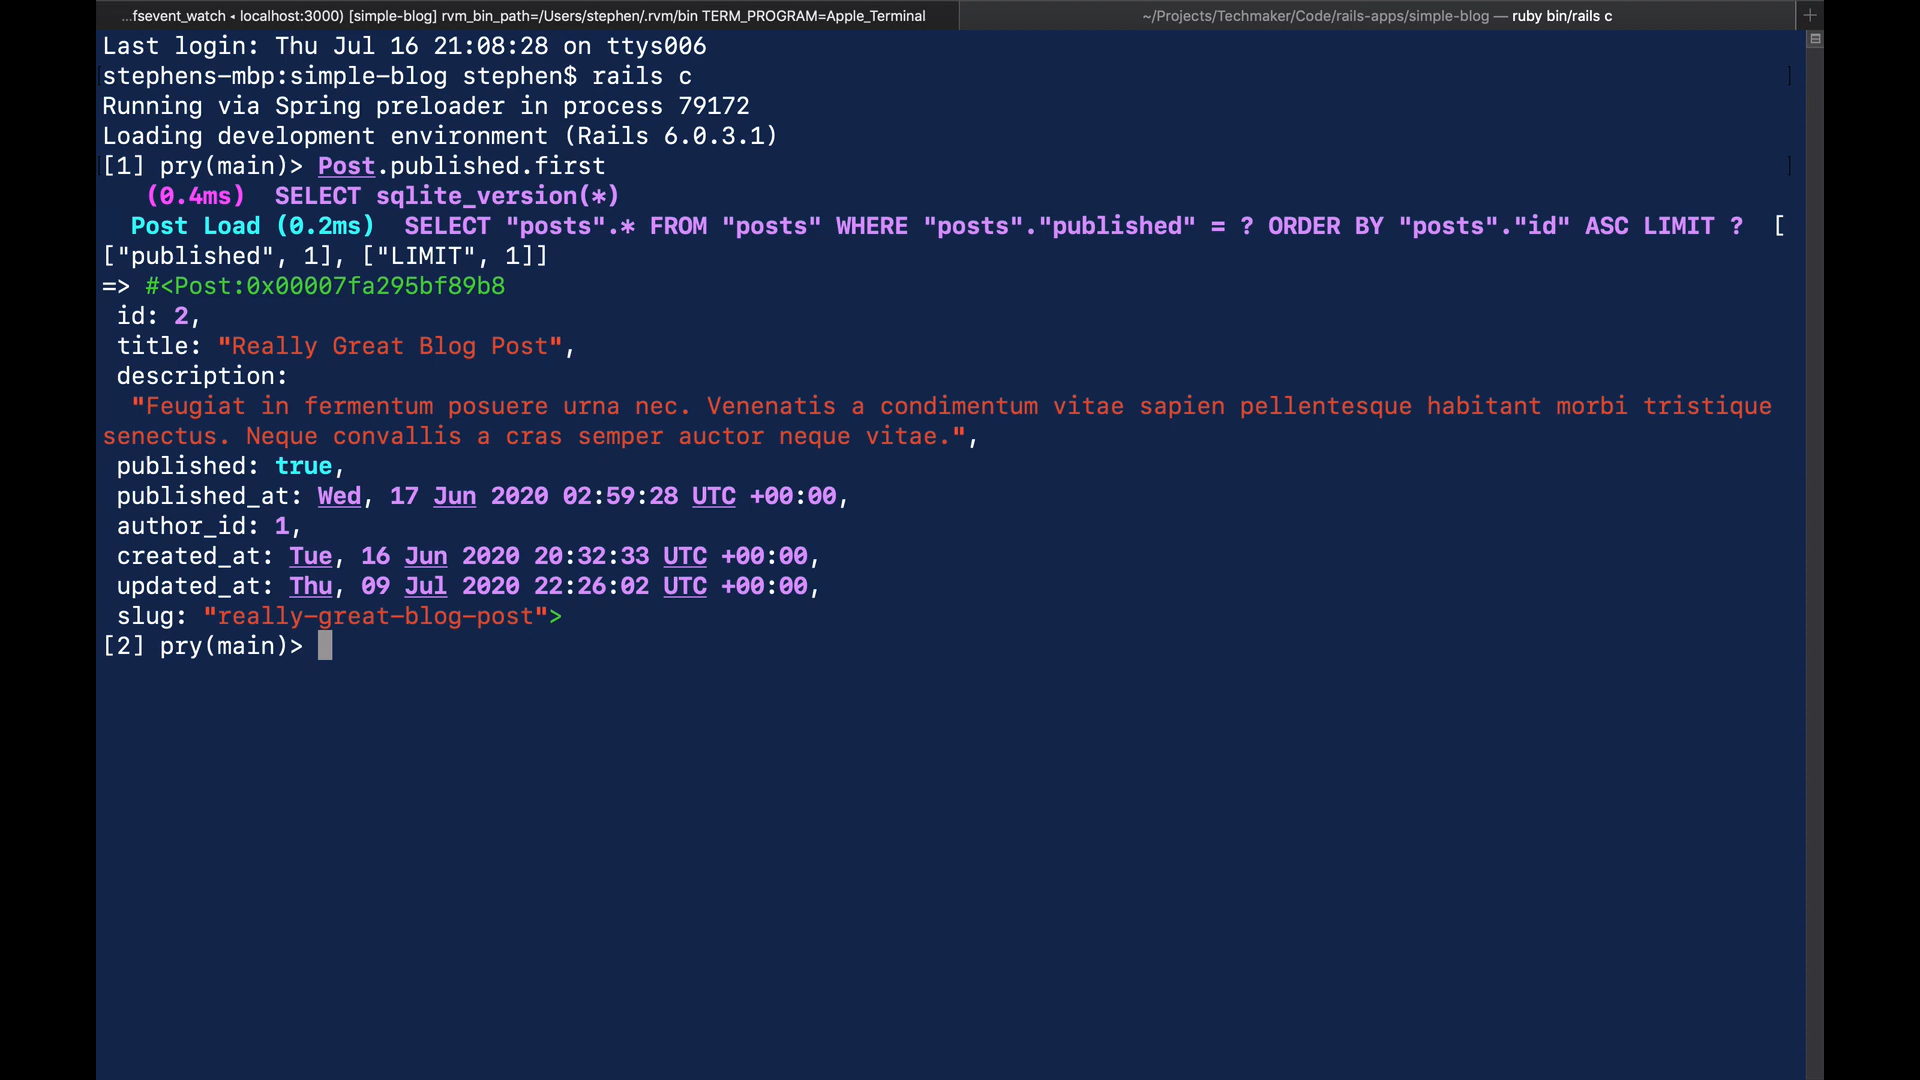 ...fsevent_watch ◂ localhost:3000) [simple-blog] rvm_bin_path=/Users/stephen/.rvm/bin TERM_PROGRAM=Apple_Terminal
~/Projects/Techmaker/Code/rails-apps/simple-blog — ruby bin/rails c
Last login: Thu Jul 16 21:08:28 on ttys006
[stephens-mbp:simple-blog stephen$ rails c ]
Running via Spring preloader in process 79172
Loading development environment (Rails 6.0.3.1)
[[1] pry(main)> Post.published.first ]
   (0.4ms)  SELECT sqlite_version(*)
  Post Load (0.2ms)  SELECT "posts".* FROM "posts" WHERE "posts"."published" = ? ORDER BY "posts"."id" ASC LIMIT ?  [
["published", 1], ["LIMIT", 1]]
=> #<Post:0x00007fa295bf89b8
 id: 2,
 title: "Really Great Blog Post",
 description:
  "Feugiat in fermentum posuere urna nec. Venenatis a condimentum vitae sapien pellentesque habitant morbi tristique
senectus. Neque convallis a cras semper auctor neque vitae.",
 published: true,
 published_at: Wed, 17 Jun 2020 02:59:28 UTC +00:00,
 author_id: 1,
 created_at: Tue, 16 Jun 2020 20:32:33 UTC +00:00,
 updated_at: Thu, 09 Jul 2020 22:26:02 UTC +00:00,
 slug: "really-great-blog-post">
[2] pry(main)>